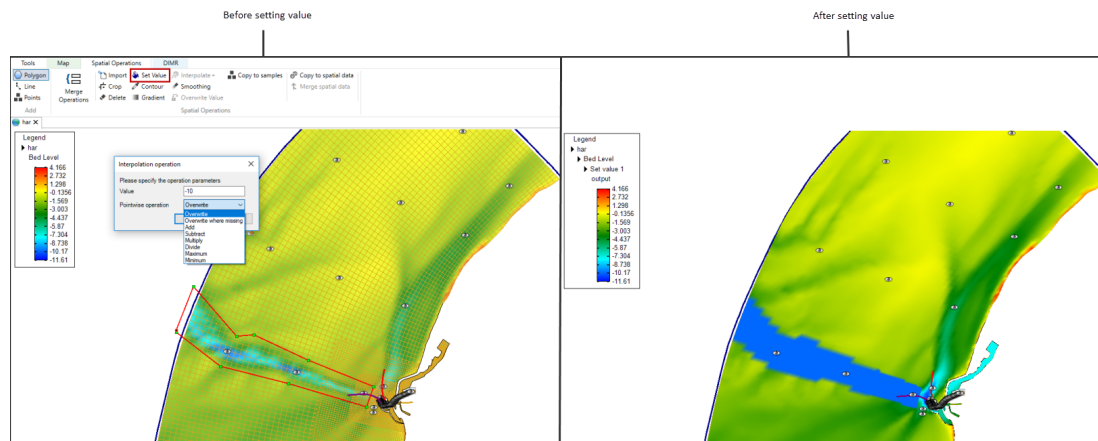 Before setting value
After setting value
Tools Map Spatial Operations DIMR
Polygon
Line
Points
Add
Merge
Operations
Import Set Value Interpolate Copy to samples Copy to spatial data
Crop Contour Smoothing Merge spatial data
Delete Gradient Overwrite Value
Spatial Operations
har X
Legend
har
Bed Level
4.166
2.732
1.298
-0.1356
-1.569
-3.003
-4.437
-5.87
-7.304
-8.738
-10.17
-11.61
Interpolation operation
Please specify the operation parameters
Value -10
Pointwise operation Overwrite
Overwrite
Overwrite where missing
Add
Subtract
Multiply
Divide
Maximum
Minimum
Legend
har
Bed Level
Set value 1
output
4.166
2.732
1.298
-0.1356
-1.569
-3.003
-4.437
-5.87
-7.304
-8.738
-10.17
-11.61